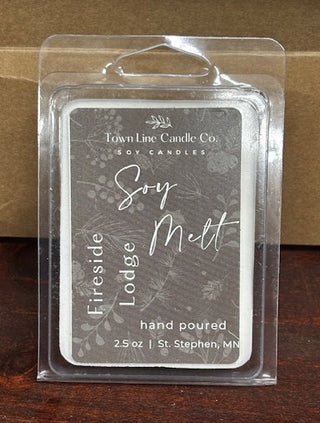 Town Line Candle Co.
SOY CANDLES
Soy
Melt
Fireside
Lodge
hand poured
2.5 oz | St. Stephen, MN